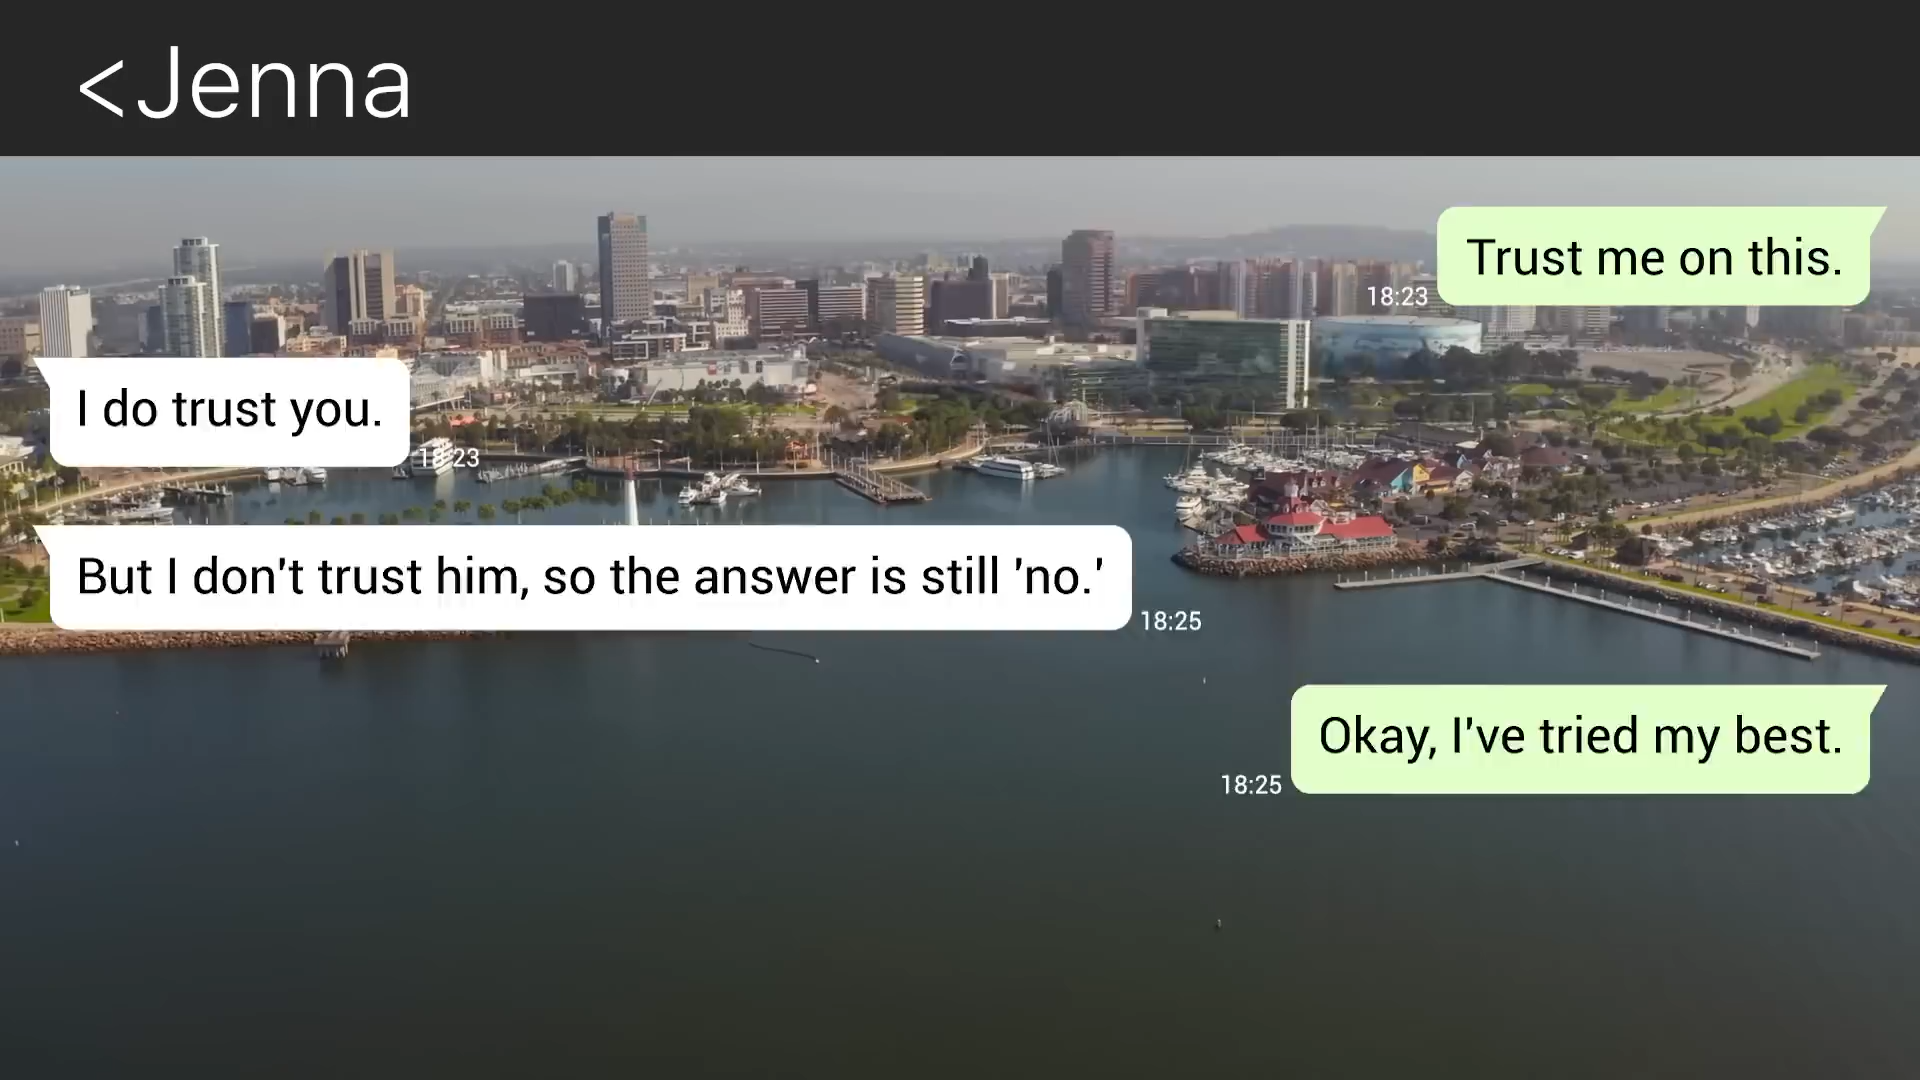 <Jenna
Trust me on this.
18:23
I do trust you.
18:23
But I don't trust him, so the answer is still 'no.'
18:25
Okay, I've tried my best.
18:25